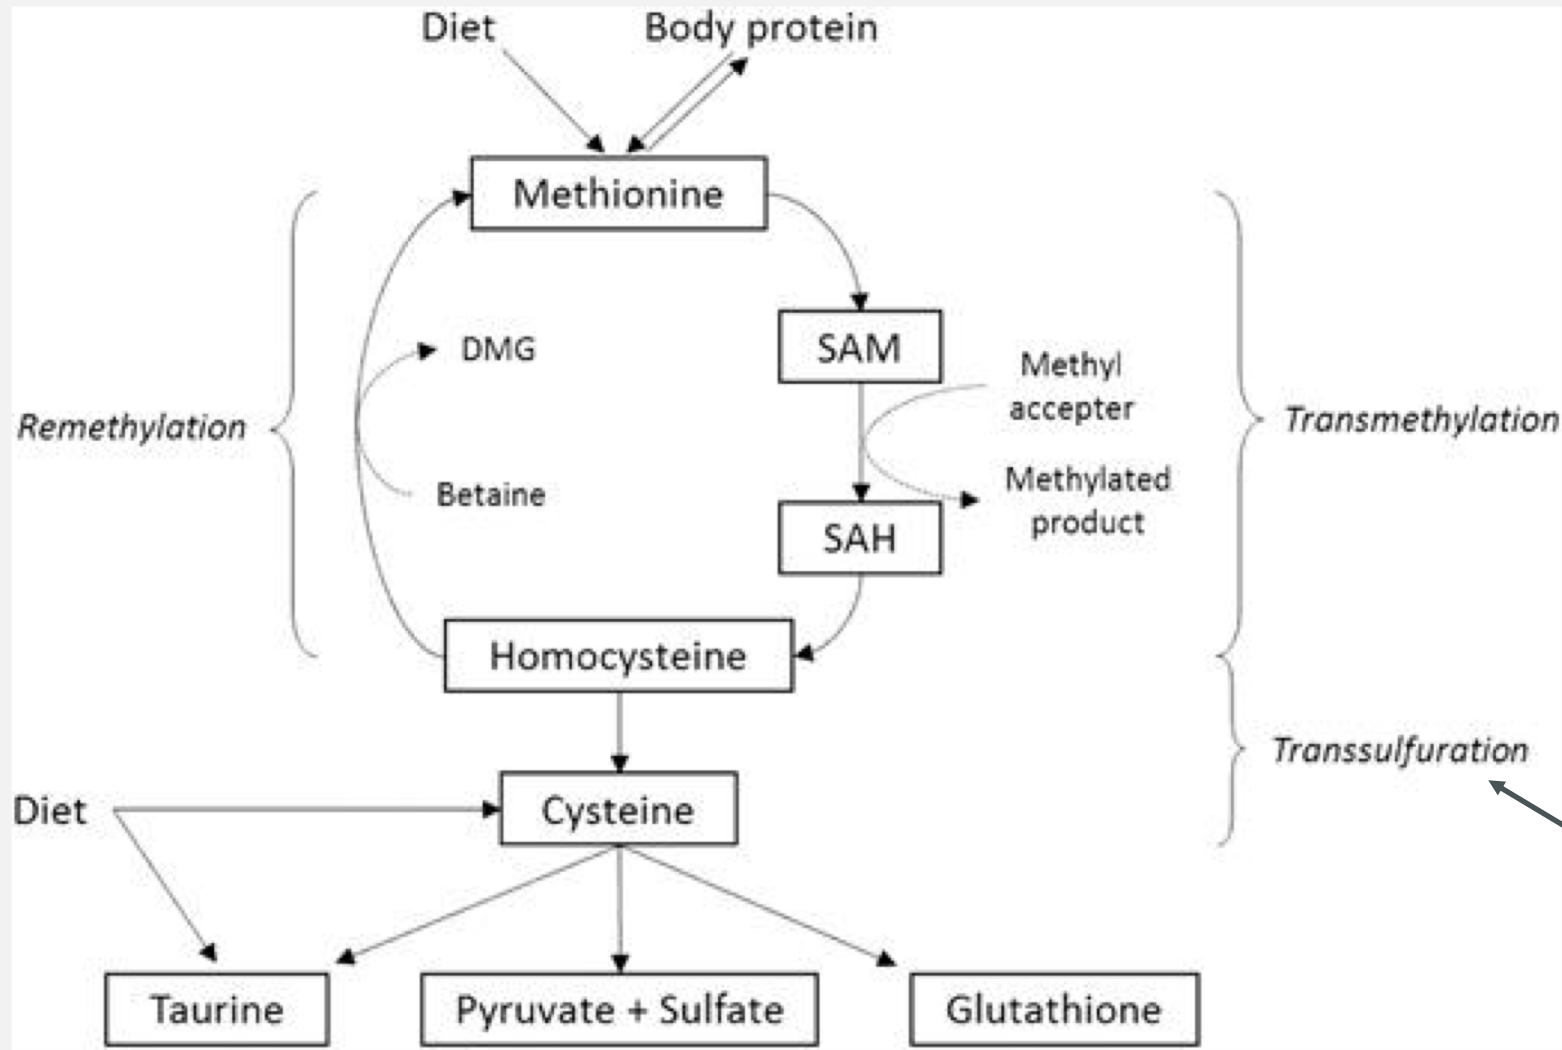 Diet
Body protein
Methionine
DMG
SAM
Methyl
accepter
Remethylation
Transmethylation
Betaine
Methylated
product
SAH
Homocysteine
Transsulfuration
Diet
Cysteine
Taurine
Pyruvate + Sulfate
Glutathione